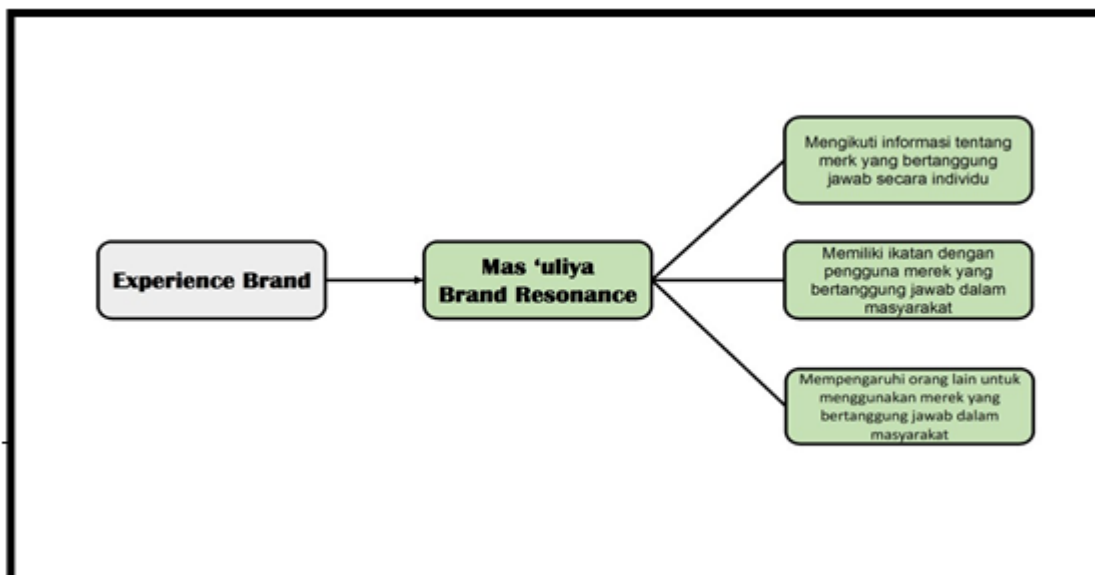 Experience Brand
Mas ‘uliya
Brand Resonance
Mengikuti informasi tentang
merk yang bertanggung
jawab secara individu
Memiliki ikatan dengan
pengguna merek yang
bertanggung jawab dalam
masyarakat
Mempengaruhi orang lain untuk
menggunakan merek yang
bertanggung jawab dalam
masyarakat